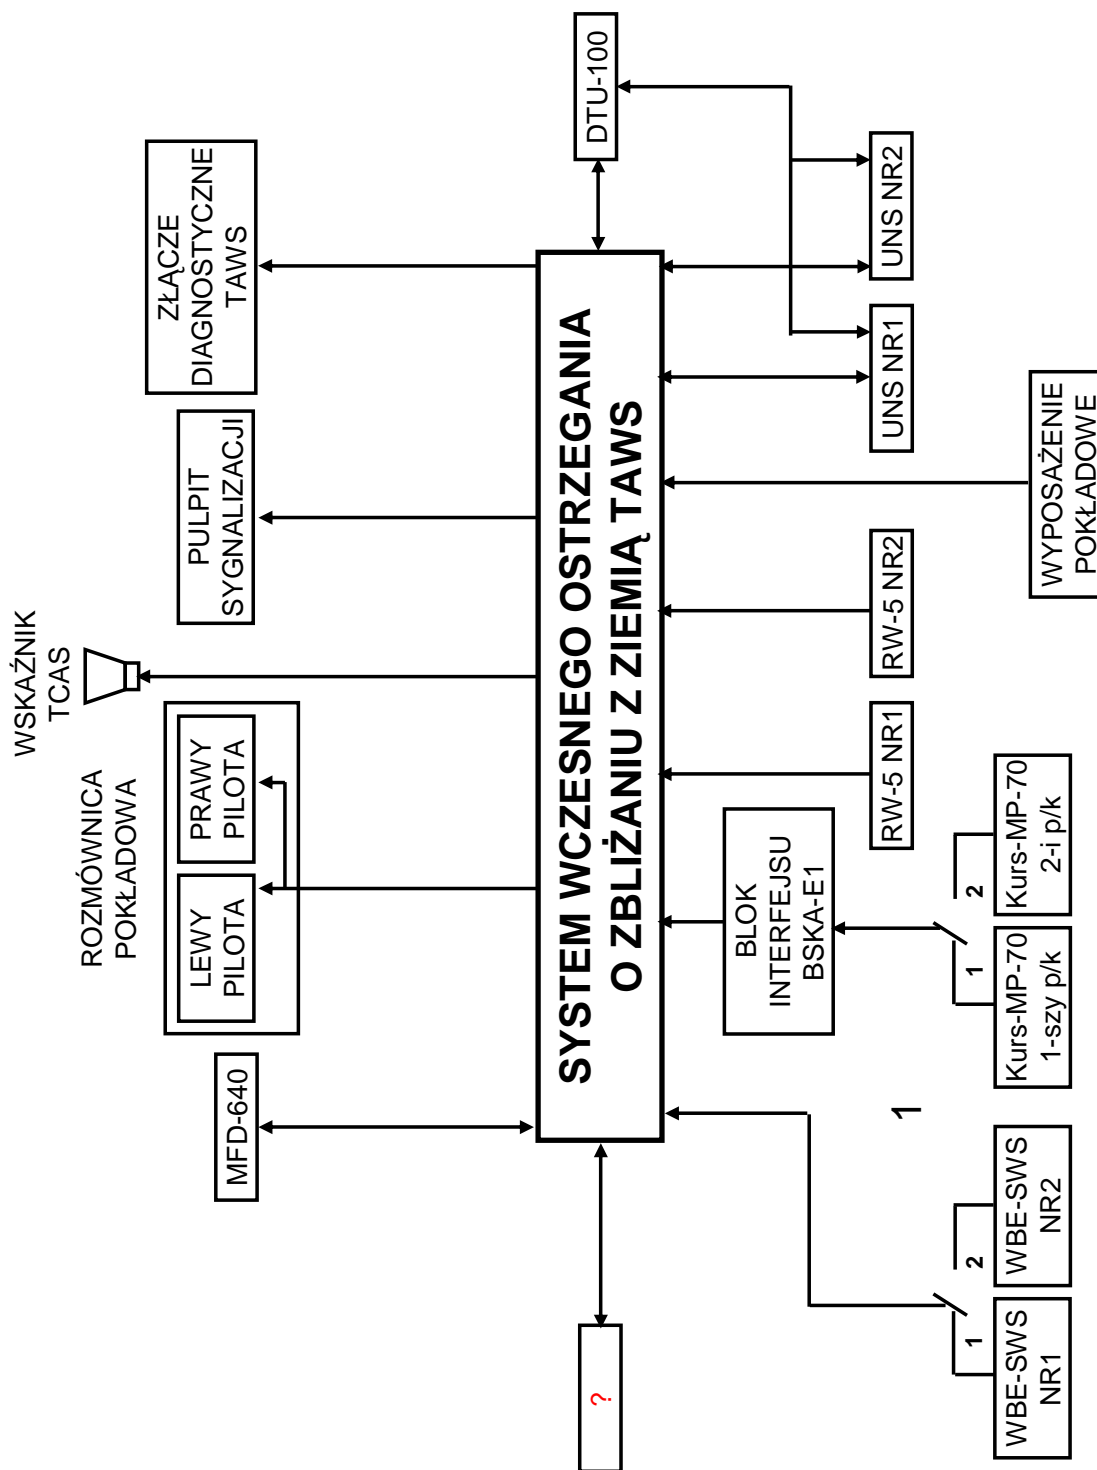 WSKAŹNIK
TCAS
ZŁĄCZE
DIAGNOSTYCZNE
TAWS
PULPIT
SYGNALIZACJI
ROZMÓWNICA
POKŁADOWA
PRAWY
PILOTA
LEWY
PILOTA
MFD-640
DTU-100
SYSTEM WCZESNEGO OSTRZEGANIA
O ZBLIŻANIU Z ZIEMIĄ TAWS
?
UNS NR2
UNS NR1
RW-5 NR2
RW-5 NR1
BLOK
INTERFEJSU
BSKA-E1
1
WYPOSAŻENIE
POKŁADOWE
2
1
Kurs-MP-70
2-i p/k
Kurs-MP-70
1-szy p/k
2
1
WBE-SWS
NR2
WBE-SWS
NR1